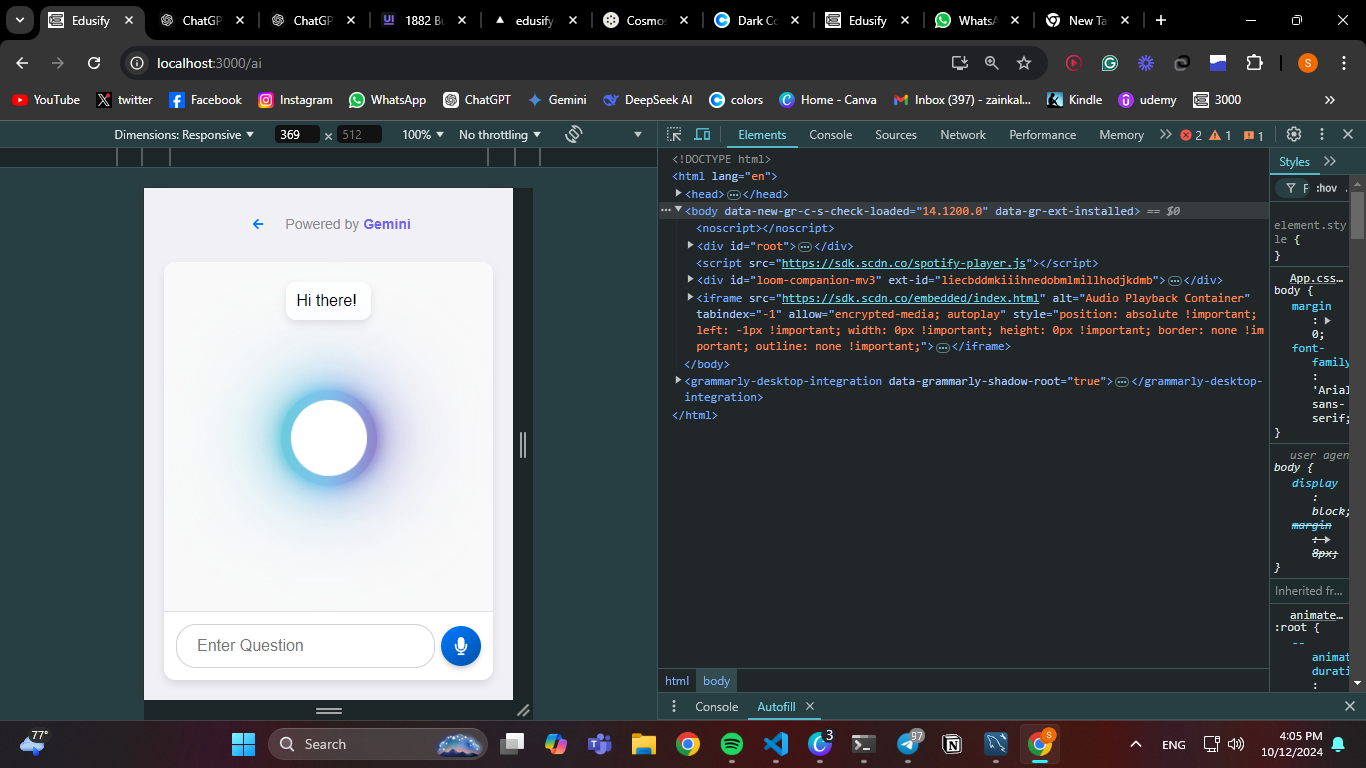 Edusify
ChatGP
ChatGP
1882 Bu
edusify
Cosmos
Dark Co
Edusify
WhatsA
New Ta
localhost:3000/ai
YouTube
twitter
Facebook
Instagram
WhatsApp
ChatGPT
Gemini
DeepSeek AI
colors
Home - Canva
Inbox (397) - zainkal...
Kindle
udemy
3000
Dimensions: Responsive
369 × 512
100%
No throttling
Elements
Console
Sources
Network
Performance
Memory
2
1
1
Powered by Gemini
Hi there!
Enter Question
<!DOCTYPE html>
<html lang="en">
<head>…</head>
<body data-new-gr-c-s-check-loaded="14.1200.0" data-gr-ext-installed> == $0
<noscript></noscript>
<div id="root">…</div>
<script src="https://sdk.scdn.co/spotify-player.js"></script>
<div id="loom-companion-mv3" ext-id="liecbddmkiiihnedobmlmillhodjkdmb">…</div>
<iframe src="https://sdk.scdn.co/embedded/index.html" alt="Audio Playback Container"
tabindex="-1" allow="encrypted-media; autoplay" style="position: absolute !important;
left: -1px !important; width: 0px !important; height: 0px !important; border: none !im
portant; outline: none !important;">…</iframe>
</body>
<grammarly-desktop-integration data-grammarly-shadow-root="true">…</grammarly-desktop-
integration>
</html>
html
body
Styles
F
:hov
element.sty
le {
}
App.css…
body {
margin
:
0;
font-
family
:
'Arial
sans-
serif;
}
user agen
body {
display
:
block;
margin
:
8px;
}
Inherited fr…
animate…
:root {
--
animat
durati
:
Console
Autofill
77°
Search
3
97
S
S
ENG
4:05 PM
10/12/2024